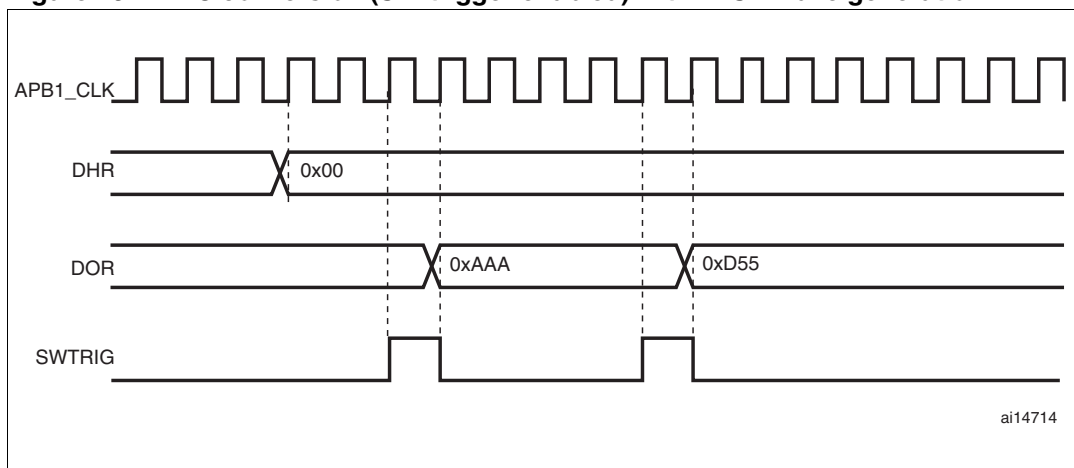 APB1_CLK
DHR
0x00
DOR
0xAAA
0xD55
SWTRIG
ai14714